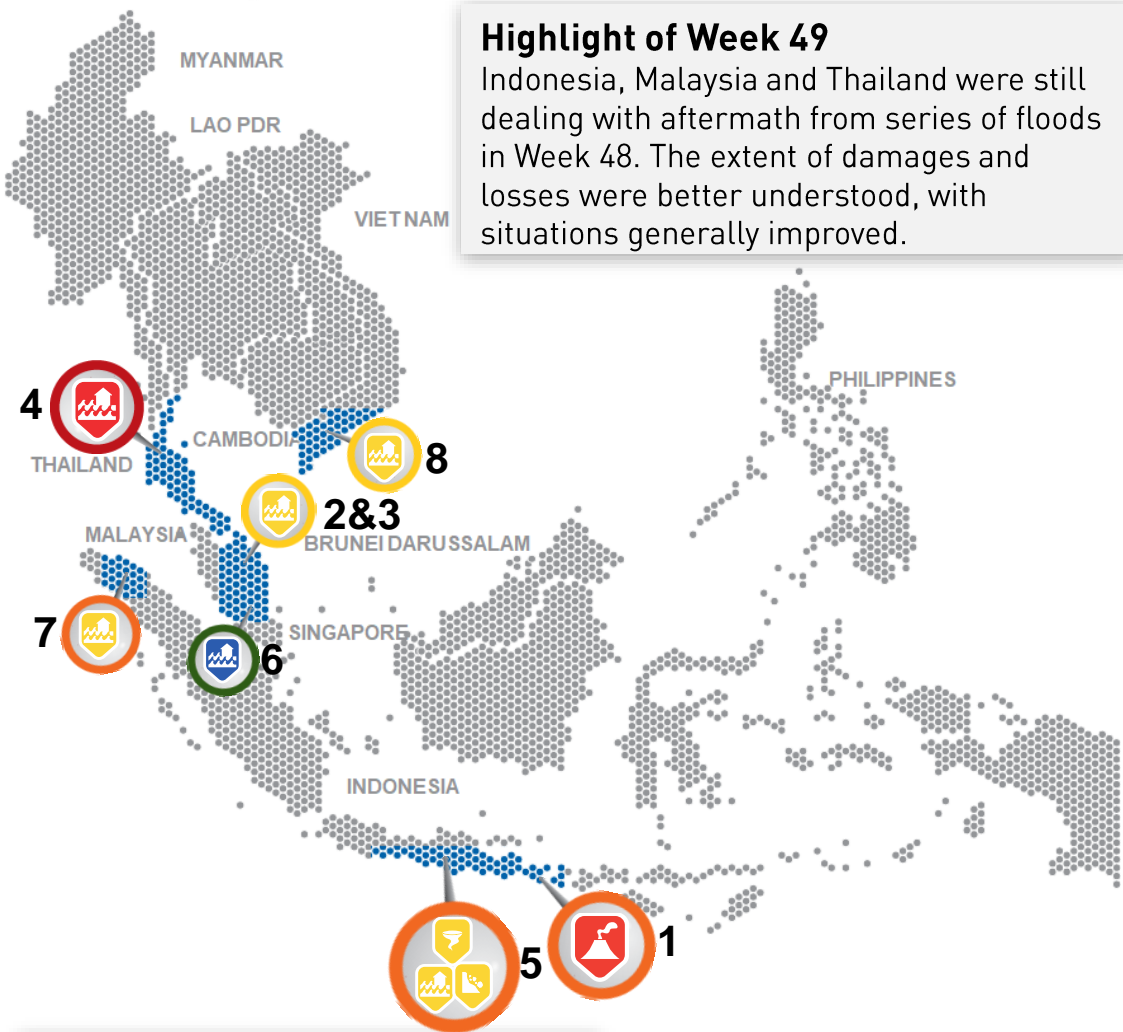 Highlight of Week 49
Indonesia, Malaysia and Thailand were still
dealing with aftermath from series of floods
in Week 48. The extent of damages and
losses were better understood, with
situations generally improved.
MYANMAR
LAO PDR
VIET NAM
PHILIPPINES
4
CAMBODIA
THAILAND
8
2&3
MALAYSIA
BRUNEI DARUSSALAM
7
SINGAPORE
6
INDONESIA
1
5